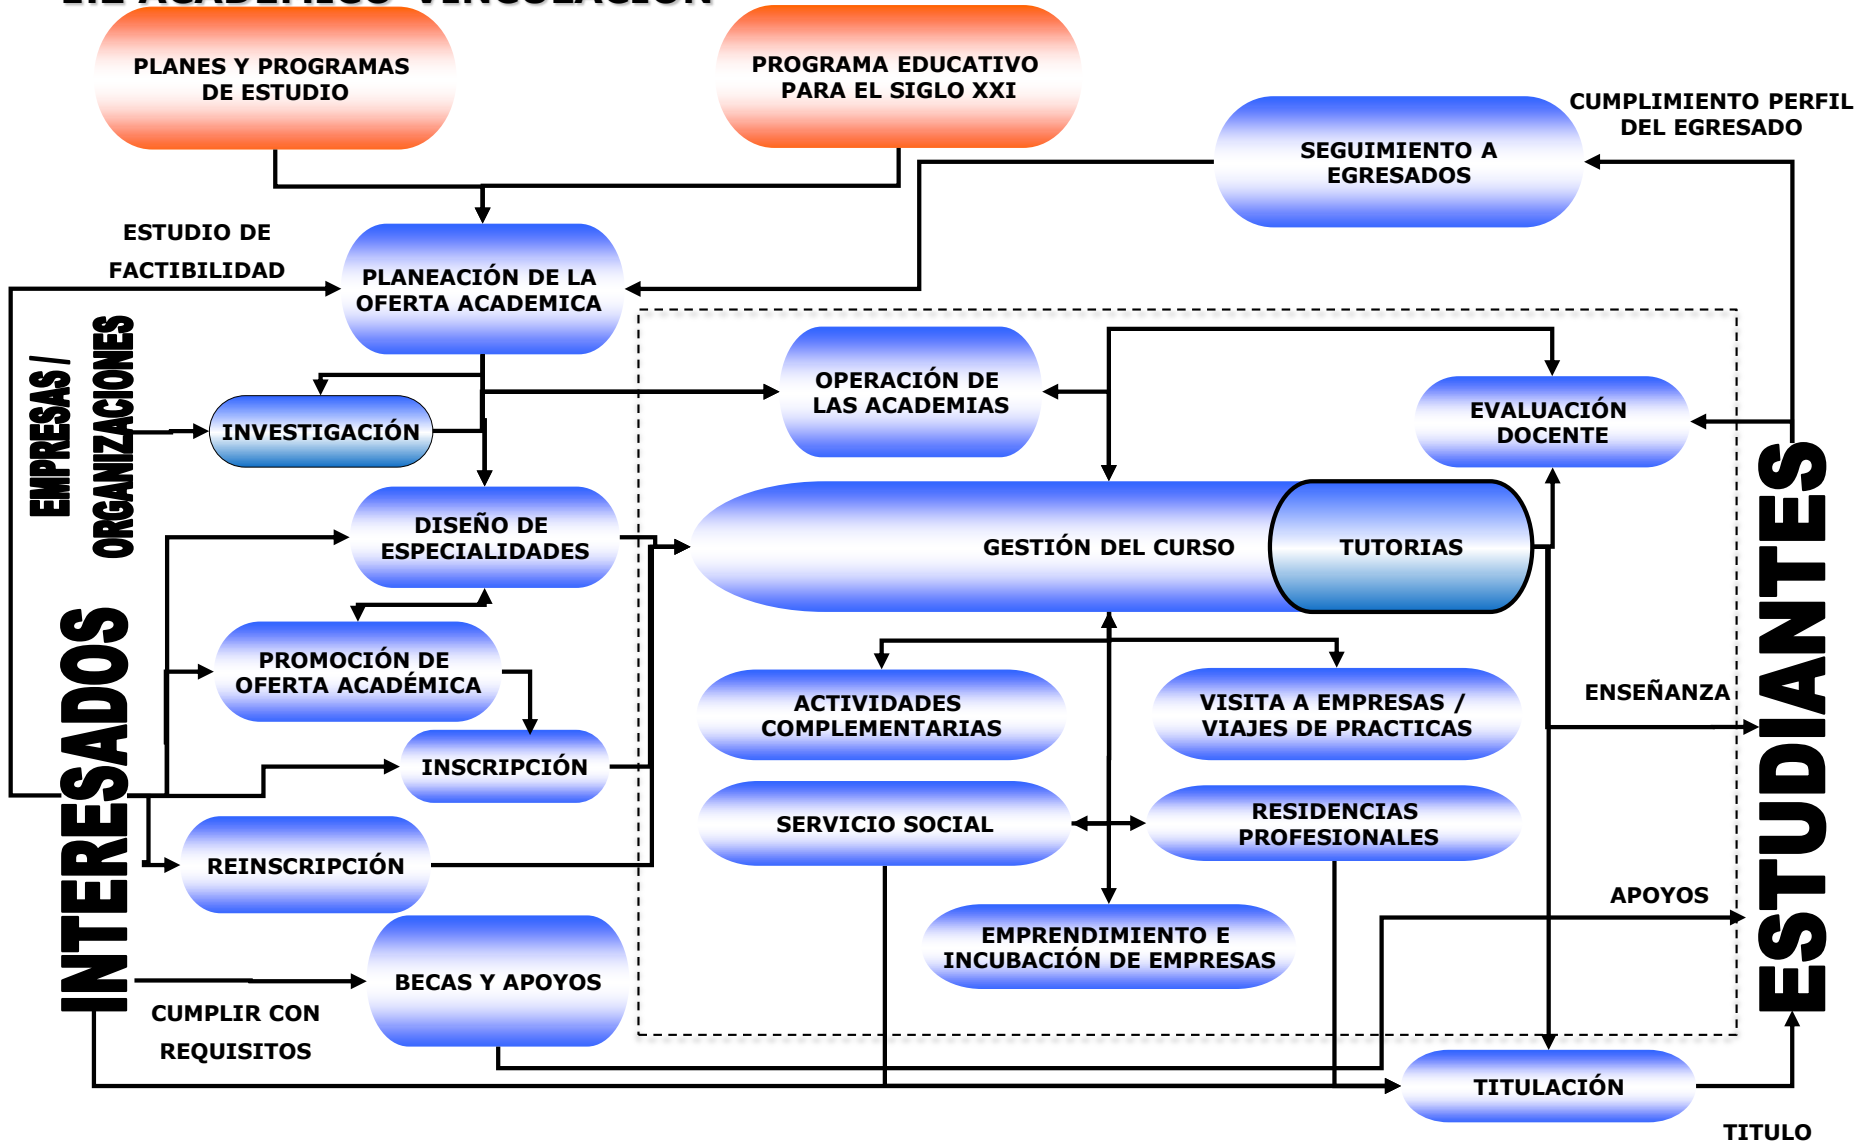 ACADÉMICO-VINCULACIÓN
PLANES Y PROGRAMAS
DE ESTUDIO
PROGRAMA EDUCATIVO
PARA EL SIGLO XXI
CUMPLIMIENTO PERFIL
DEL EGRESADO
SEGUIMIENTO A
EGRESADOS
ESTUDIO DE
FACTIBILIDAD
PLANEACIÓN DE LA
OFERTA ACADEMICA
EMPRESAS /
ORGANIZACIONES
OPERACIÓN DE
LAS ACADEMIAS
EVALUACIÓN
DOCENTE
INVESTIGACIÓN
DISEÑO DE
ESPECIALIDADES
GESTIÓN DEL CURSO
TUTORIAS
INTERESADOS
ESTUDIANTES
PROMOCIÓN DE
OFERTA ACADÉMICA
ACTIVIDADES
COMPLEMENTARIAS
VISITA A EMPRESAS /
VIAJES DE PRACTICAS
ENSEÑANZA
INSCRIPCIÓN
SERVICIO SOCIAL
RESIDENCIAS
PROFESIONALES
REINSCRIPCIÓN
APOYOS
EMPRENDIMIENTO E
INCUBACIÓN DE EMPRESAS
BECAS Y APOYOS
CUMPLIR CON
REQUISITOS
TITULACIÓN
TITULO